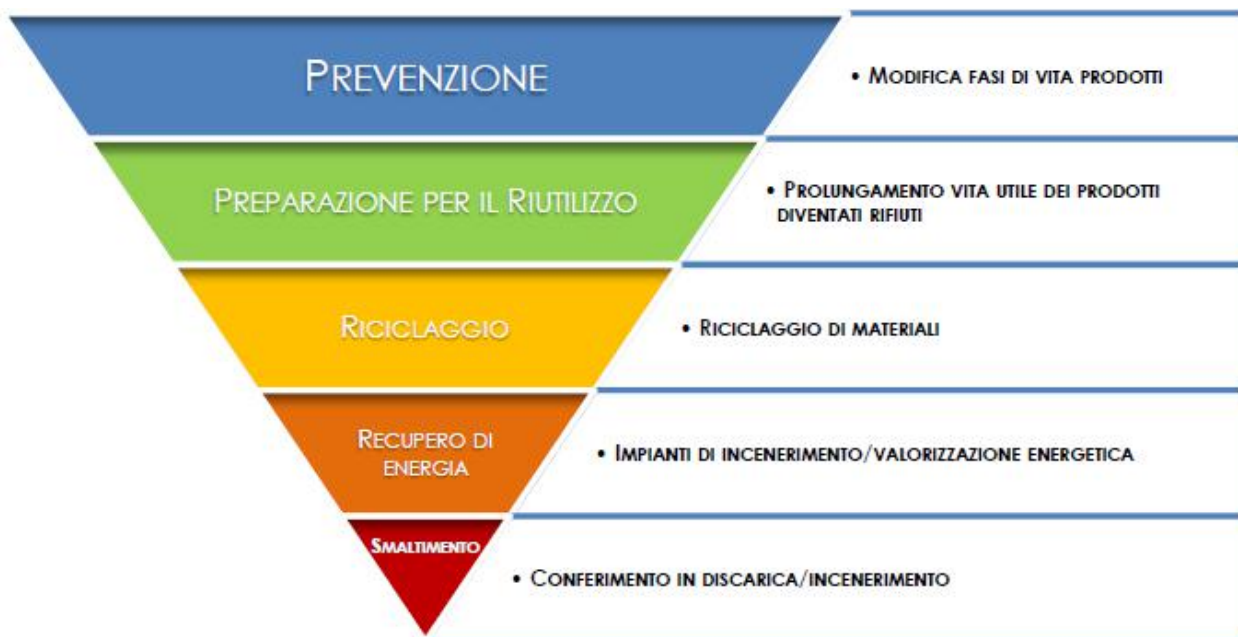 PREVENZIONE
• MODIFICA FASI DI VITA PRODOTTI
PREPARAZIONE PER IL RIUTILIZZO
• PROLUNGAMENTO VITA UTILE DEI PRODOTTI
DIVENTATI RIFIUTI
RICICLAGGIO
• RICICLAGGIO DI MATERIALI
RECUPERO DI
ENERGIA
• IMPIANTI DI INCENERIMENTO/VALORIZZAZIONE ENERGETICA
SMALTIMENTO
• CONFERIMENTO IN DISCARICA/INCENERIMENTO